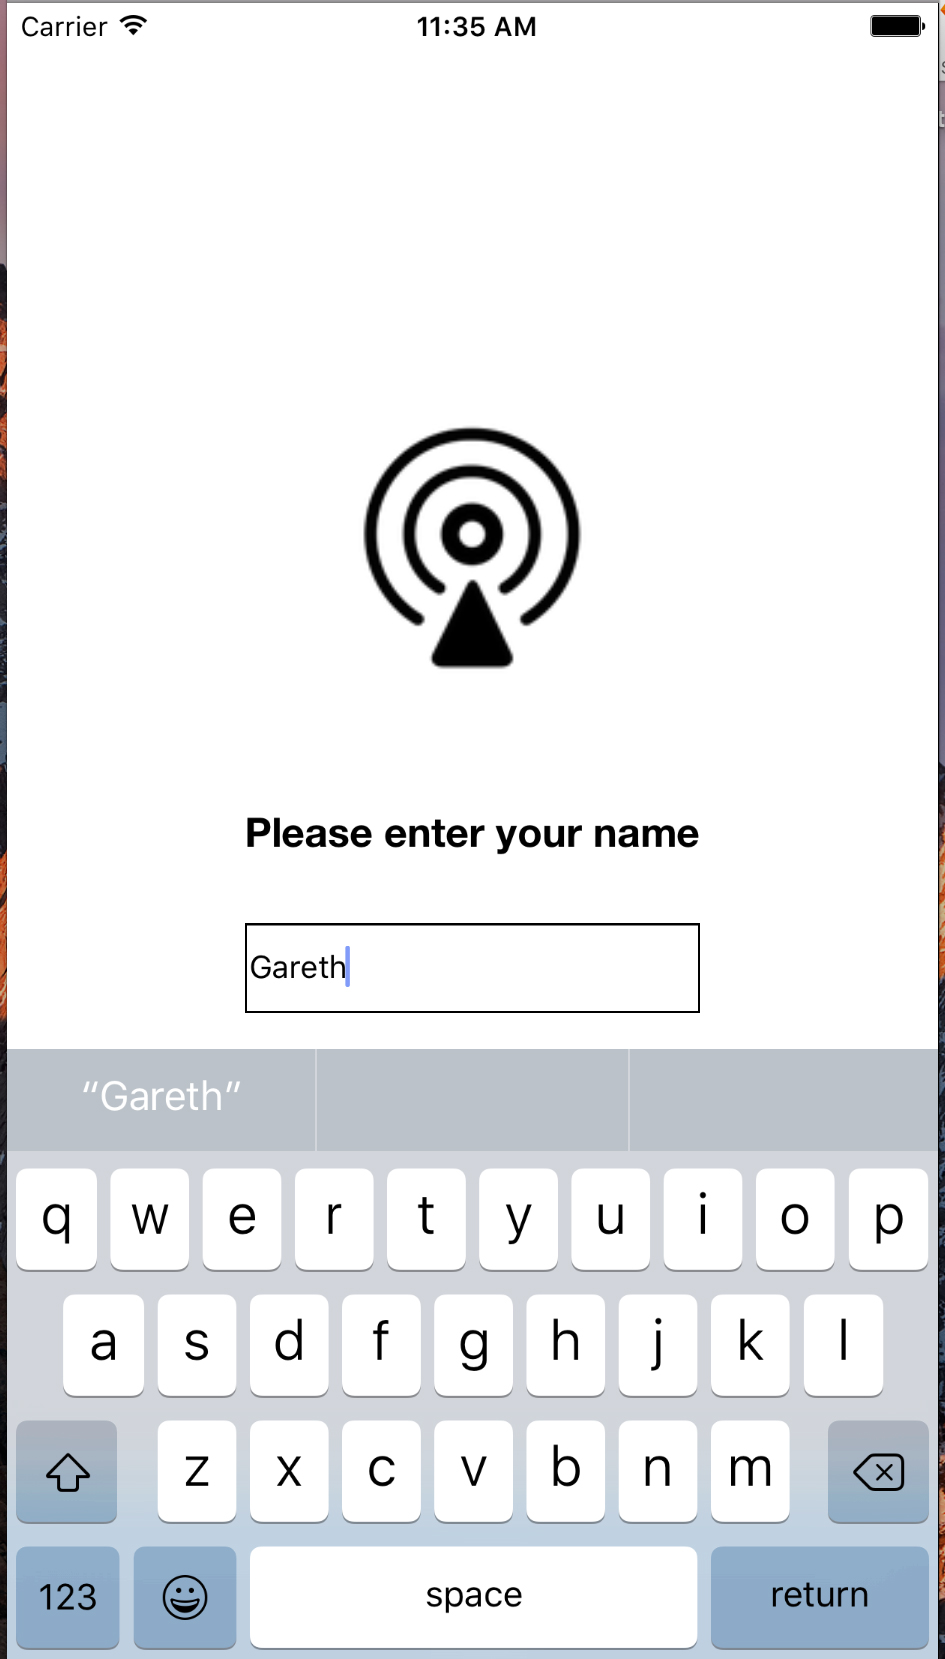 Carrier 11:35 AM
Please enter your name
Gareth
“Gareth”
q w e r t y u i o p
a s d f g h j k l
z x c v b n m
123 space return